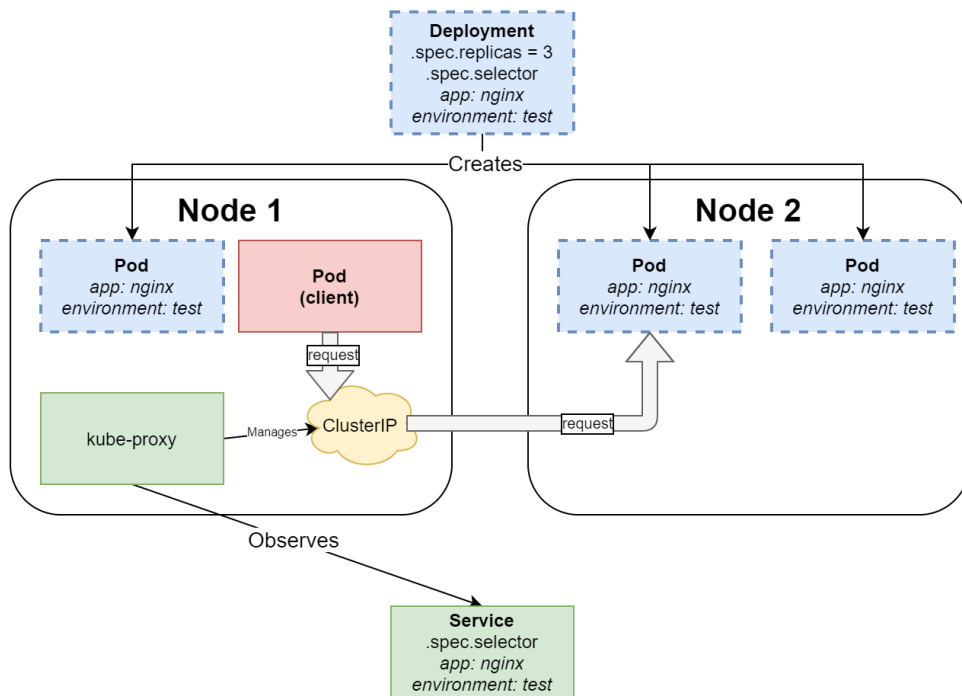 Deployment
.spec.replicas = 3
.spec.selector
app: nginx
environment: test
Creates
Node 1
Pod
app: nginx
environment: test
Pod
(client)
request
kube-proxy
Manages
ClusterIP
Node 2
Pod
app: nginx
environment: test
Pod
app: nginx
environment: test
request
Observes
Service
.spec.selector
app: nginx
environment: test